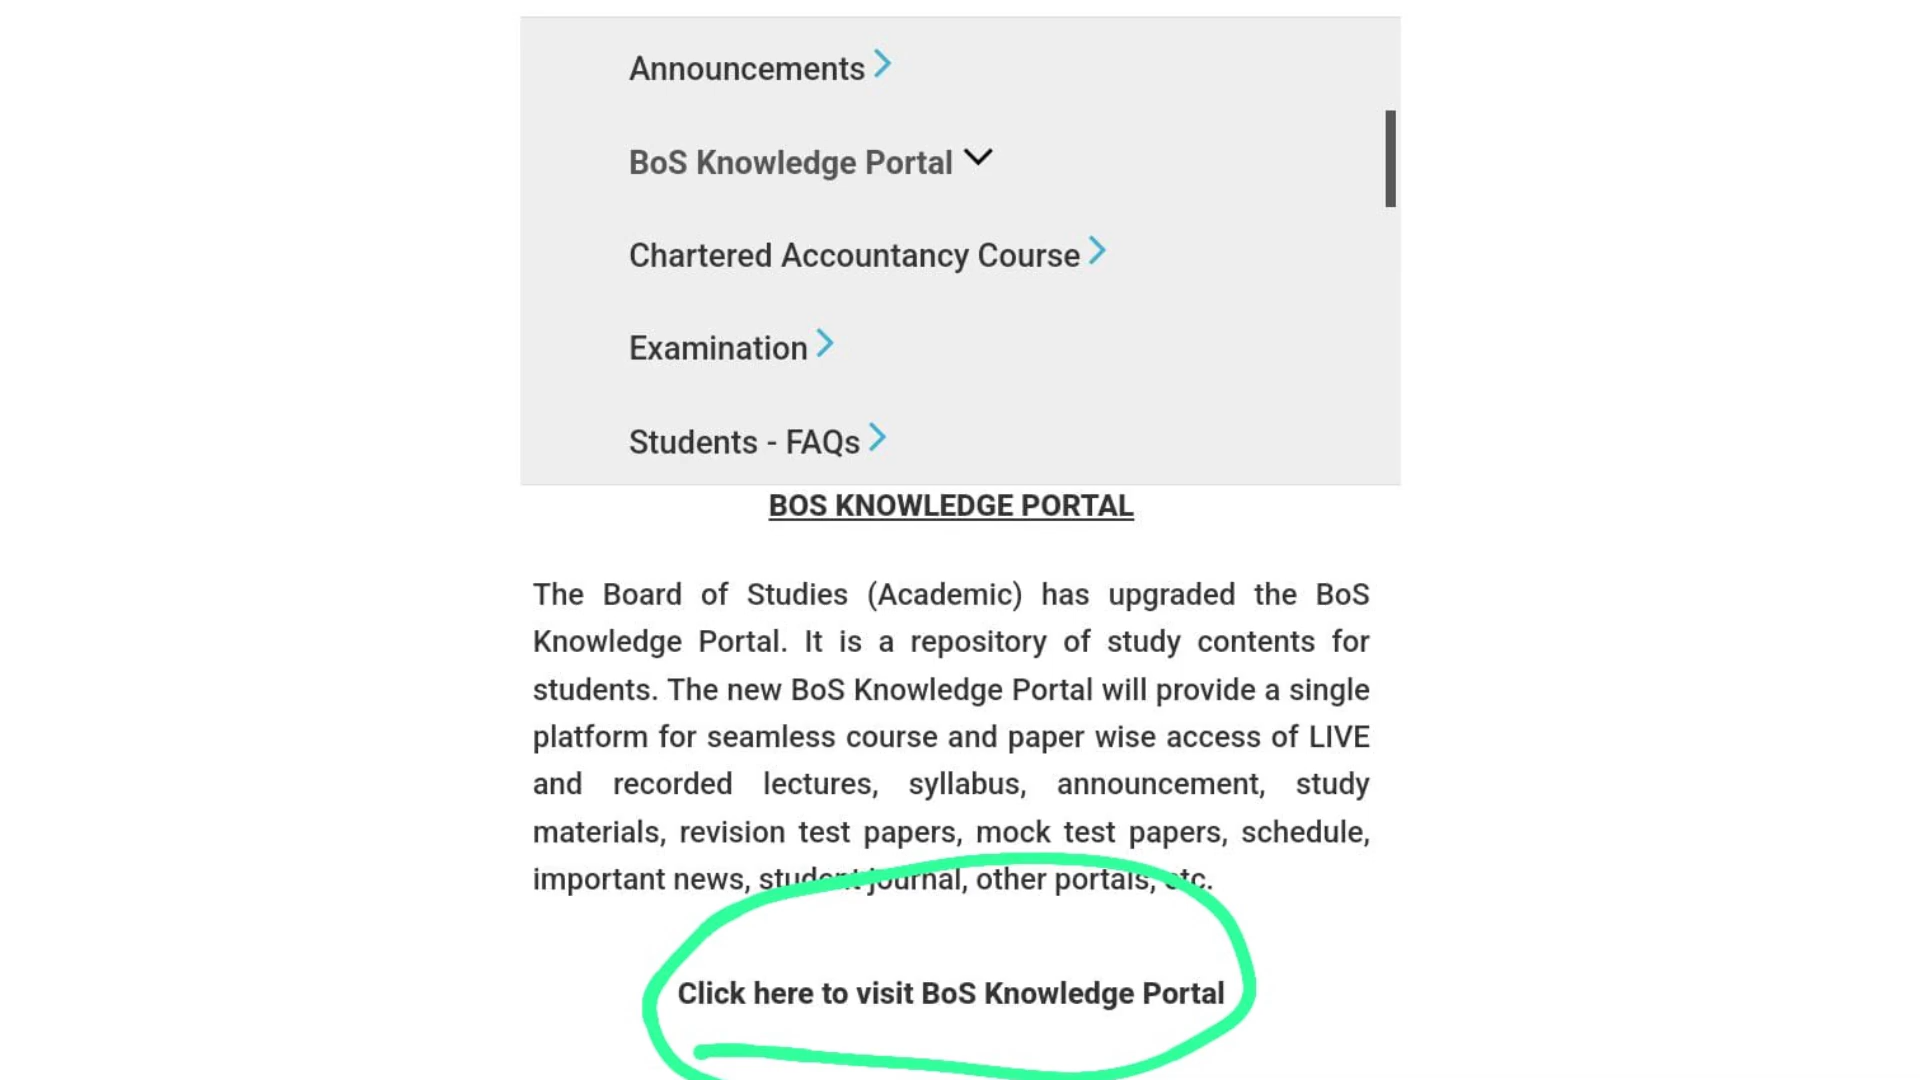 Announcements
BoS Knowledge Portal
Chartered Accountancy Course
Examination
Students - FAQs
BOS KNOWLEDGE PORTAL
The Board of Studies (Academic) has upgraded the BoS
Knowledge Portal. It is a repository of study contents for
students. The new BoS Knowledge Portal will provide a single
platform for seamless course and paper wise access of LIVE
and recorded lectures, syllabus, announcement, study
materials, revision test papers, mock test papers, schedule,
important news, student journal, other portals, etc.
Click here to visit BoS Knowledge Portal